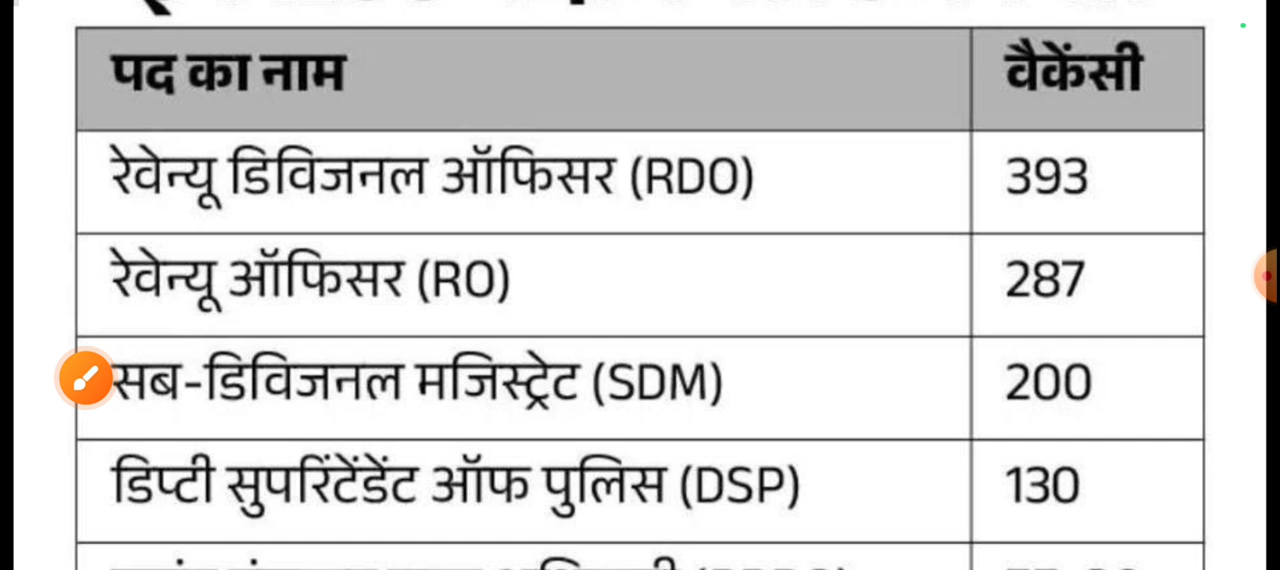 पद का नाम वैकेंसी
रेवेन्यू डिविजनल ऑफिसर (RDO) 393
रेवेन्यू ऑफिसर (RO) 287
सब-डिविजनल मजिस्ट्रेट (SDM) 200
डिप्टी सुपरिंटेंडेंट ऑफ पुलिस (DSP) 130